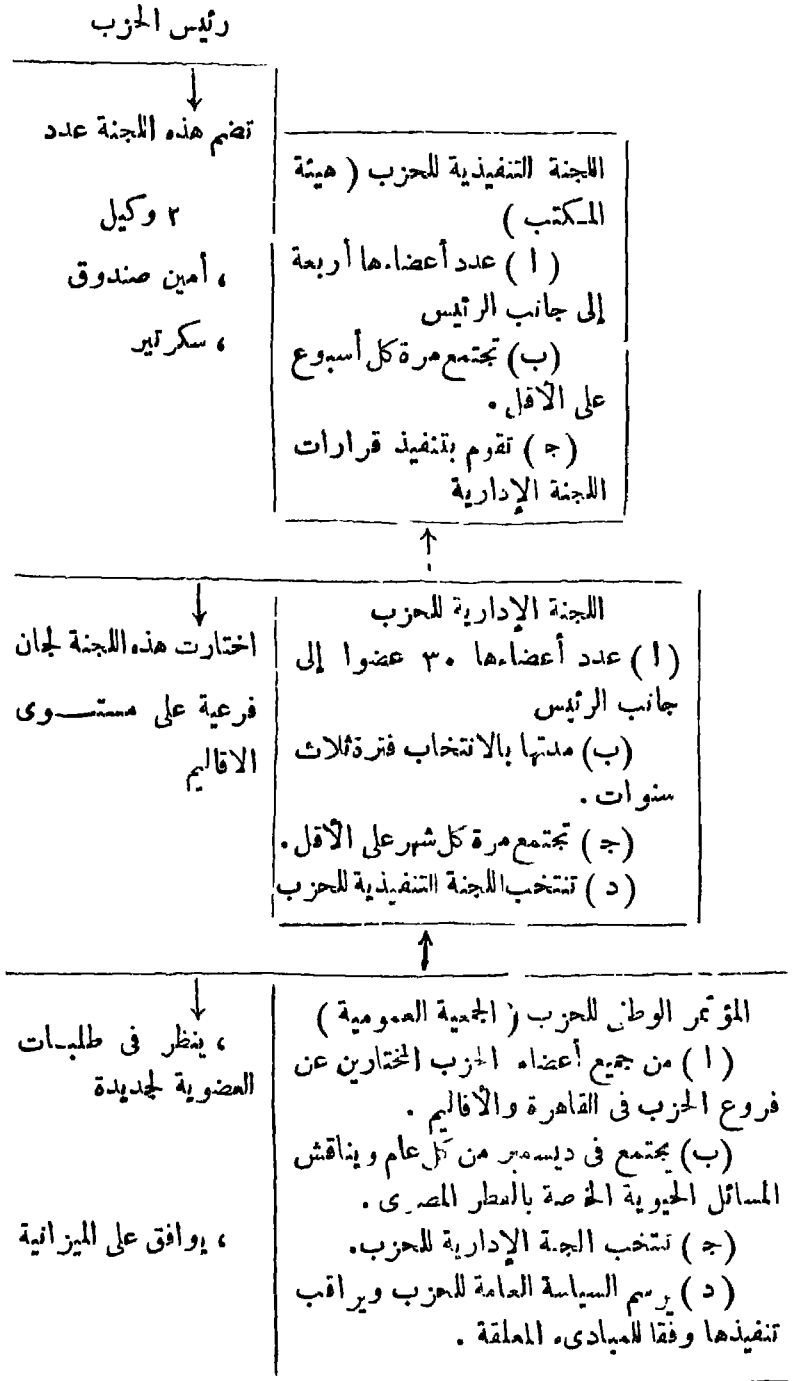 رئيس الحزب
اللجنة التنفيذية للحزب ( هيئة
المكتب )
( ا ) عدد أعضاءها أربعة
إلى جانب الرئيس
(ب) تجتمع مرة كل أسبوع
على الأقل .
( ج ) تقوم بتنفيذ قرارات
اللجنة الإدارية
تضم هذه اللجنة عدد
٢ وكيل
، أمين صندوق
، سكرتير
اللجنة الإدارية للحزب
( ا ) عدد أعضاءها ٣٠ عضوا إلى
جانب الرئيس
(ب) مدتها بالانتخاب فترة ثلاث
سنوات .
( ج ) تجتمع مرة كل شهر على الأقل .
( د ) تنتخب اللجنة التنفيذية للحزب
اختارت هذه اللجنة لجان
فرعية على مستوى
الاقاليم
المؤتمر الوطنى للحزب ( الجمعية العمومية )
( ا ) من جميع أعضاء الحزب المختارين عن
فروع الحزب فى القاهرة والأقاليم .
(ب) يجتمع فى ديسمبر من كل عام ويناقش
المسائل الحيوية الخاصة بالقطر المصرى .
( ج ) تنتخب الجنة الإدارية للحزب .
( د ) يرسم السياسة العامة للحزب ويراقب
تنفيذها وفقا للمبادىء المعلقة .
، ينظر فى طلبات
العضوية لجديدة
، يوافق على الميزانية